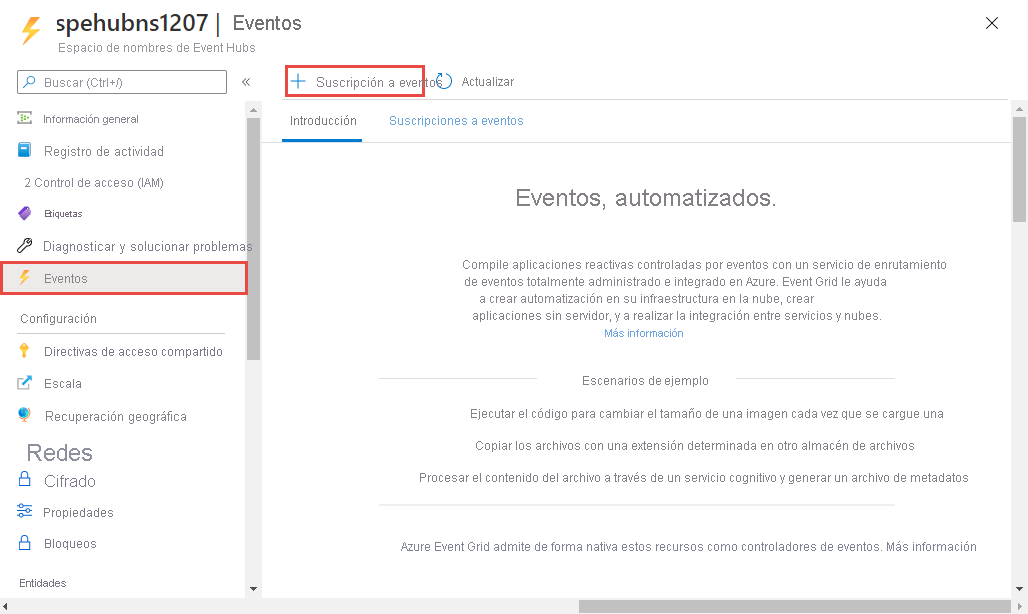 spehubns1207 | Eventos
Espacio de nombres de Event Hubs
Buscar (Ctrl+/)
«
Información general
Registro de actividad
2 Control de acceso (IAM)
Etiquetas
Diagnosticar y solucionar problemas
Eventos
Configuración
Directivas de acceso compartido
Escala
Recuperación geográfica
Redes
Cifrado
Propiedades
Bloqueos
Entidades
Suscripción a eventos
Actualizar
Introducción
Suscripciones a eventos
Eventos, automatizados.
Compile aplicaciones reactivas controladas por eventos con un servicio de enrutamiento
de eventos totalmente administrado e integrado en Azure. Event Grid le ayuda
a crear automatización en su infraestructura en la nube, crear
aplicaciones sin servidor, y a realizar la integración entre servicios y nubes.
Más información
Escenarios de ejemplo
Ejecutar el código para cambiar el tamaño de una imagen cada vez que se cargue una
Copiar los archivos con una extensión determinada en otro almacén de archivos
Procesar el contenido del archivo a través de un servicio cognitivo y generar un archivo de metadatos
Azure Event Grid admite de forma nativa estos recursos como controladores de eventos. Más información